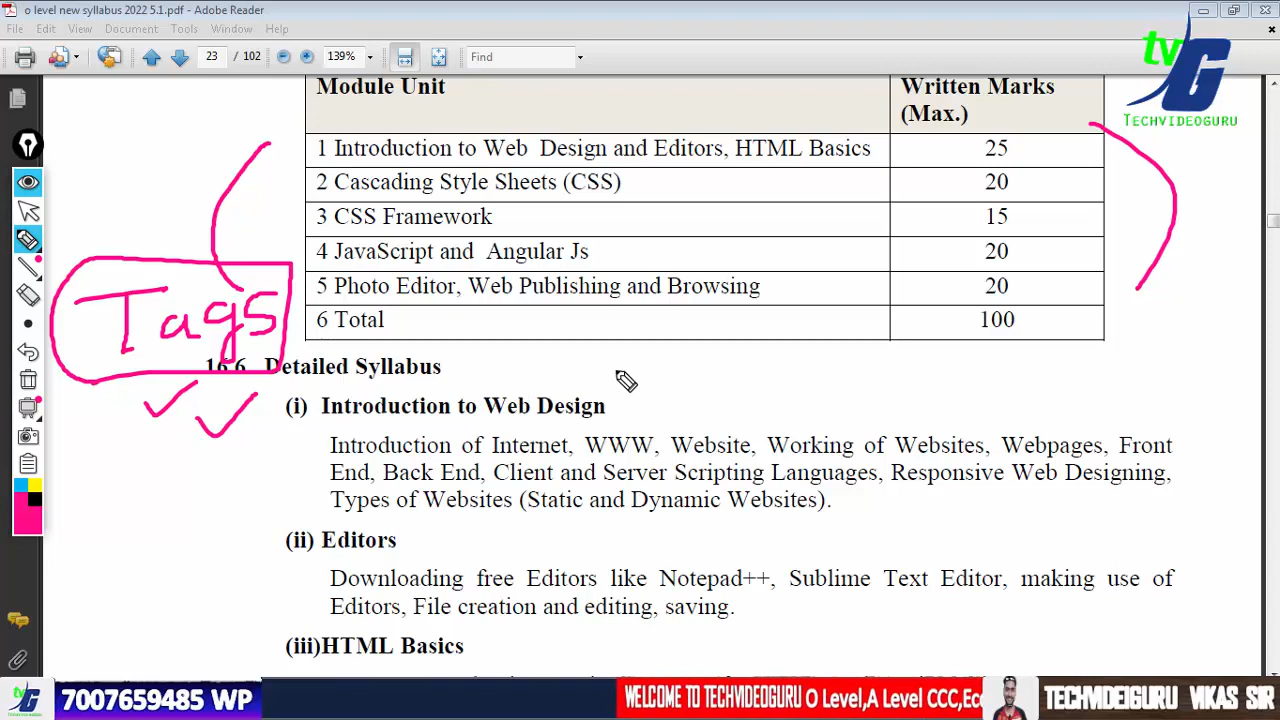 o level new syllabus 2022 5.1.pdf - Adobe Reader
File Edit View Document Tools Window Help
23 / 102 139% Find
tv G
TECHVIDEOGURU
Module Unit Written Marks (Max.)
1 Introduction to Web Design and Editors, HTML Basics 25
2 Cascading Style Sheets (CSS) 20
3 CSS Framework 15
4 JavaScript and Angular Js 20
5 Photo Editor, Web Publishing and Browsing 20
6 Total 100
Tags
16.6 Detailed Syllabus
(i) Introduction to Web Design
Introduction of Internet, WWW, Website, Working of Websites, Webpages, Front
End, Back End, Client and Server Scripting Languages, Responsive Web Designing,
Types of Websites (Static and Dynamic Websites).
(ii) Editors
Downloading free Editors like Notepad++, Sublime Text Editor, making use of
Editors, File creation and editing, saving.
(iii)HTML Basics
tv G 7007659485 WP WELCOME TO TECHVIDEOGURU O Level,A Level CCC,Ecc TECHVIDEIGURU VIKAS SIR